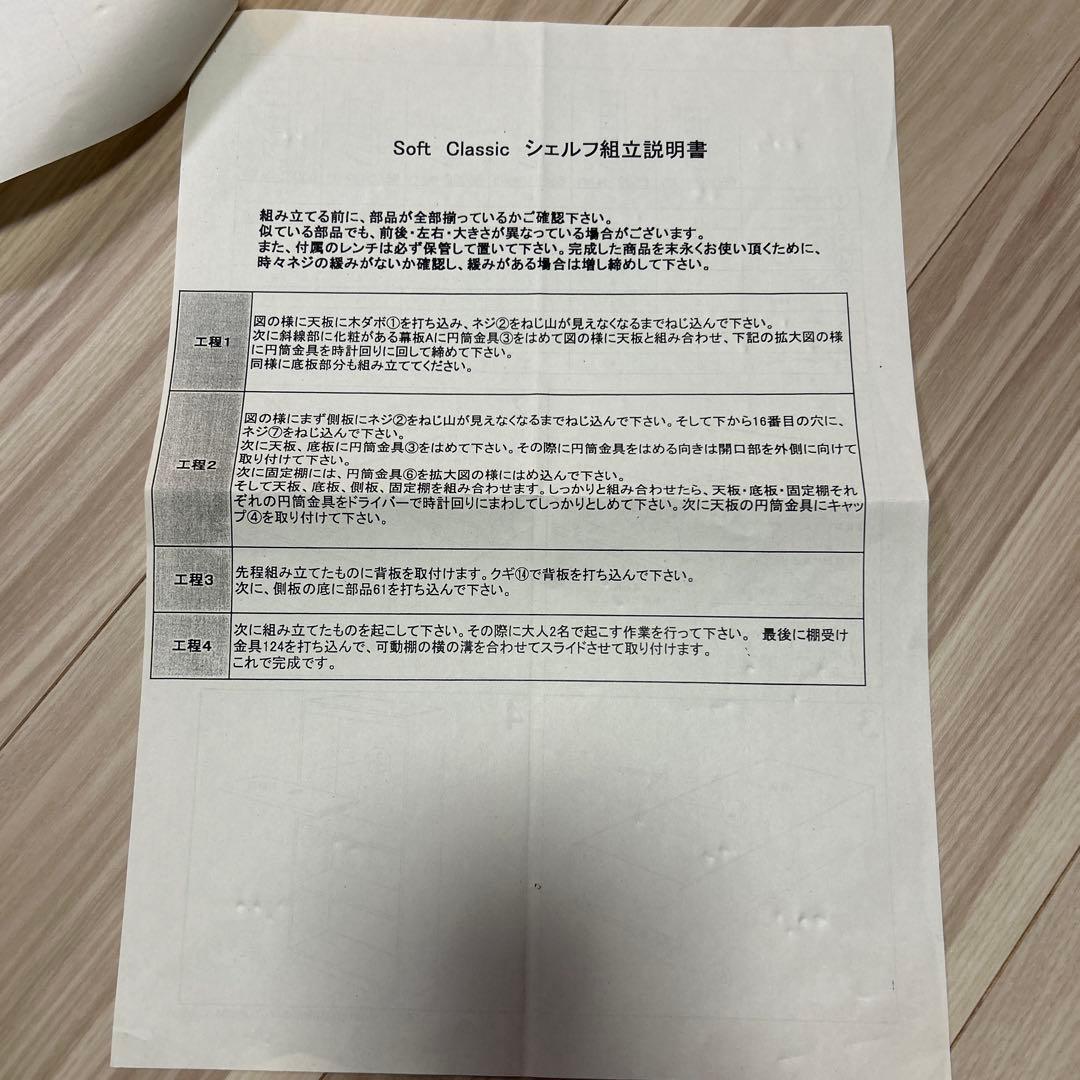 Soft Classic シェルフ組立説明書
組み立てる前に、部品が全部揃っているかご確認下さい。
似ている部品でも、前後・左右・大きさが異なっている場合がございます。
また、付属のレンチは必ず保管して置いて下さい。完成した商品を末永くお使い頂くために、
時々ネジの緩みがないか確認し、緩みがある場合は増し締めして下さい。
工程1
図の様に天板に木ダボ①を打ち込み、ネジ②をねじ山が見えなくなるまでねじ込んで下さい。
次に斜線部に化粧がある幕板Aに円筒金具③をはめて図の様に天板と組み合わせ、下記の拡大図の様
に円筒金具を時計回りに回して締めて下さい。
同様に底板部分も組み立ててください。
工程2
図の様にまず側板にネジ②をねじ山が見えなくなるまでねじ込んで下さい。そして下から16番目の穴に、
ネジ⑦をねじ込んで下さい。
次に天板、底板に円筒金具③をはめて下さい。その際に円筒金具をはめる向きは開口部を外側に向けて
取り付けて下さい。
次に固定棚には、円筒金具⑥を拡大図の様にはめ込んで下さい。
そして天板、底板、側板、固定棚を組み合わせます。しっかりと組み合わせたら、天板・底板・固定棚それ
ぞれの円筒金具をドライバーで時計回りにまわしてしっかりとしめて下さい。次に天板の円筒金具にキャッ
プ④を取り付けて下さい。
工程3
先程組み立てたものに背板を取付けます。クギ⑭で背板を打ち込んで下さい。
次に、側板の底に部品61を打ち込んで下さい。
工程4
次に組み立てたものを起こして下さい。その際に大人2名で起こす作業を行って下さい。 最後に棚受け
金具124を打ち込んで、可動棚の横の溝を合わせてスライドさせて取り付けます。
これで完成です。